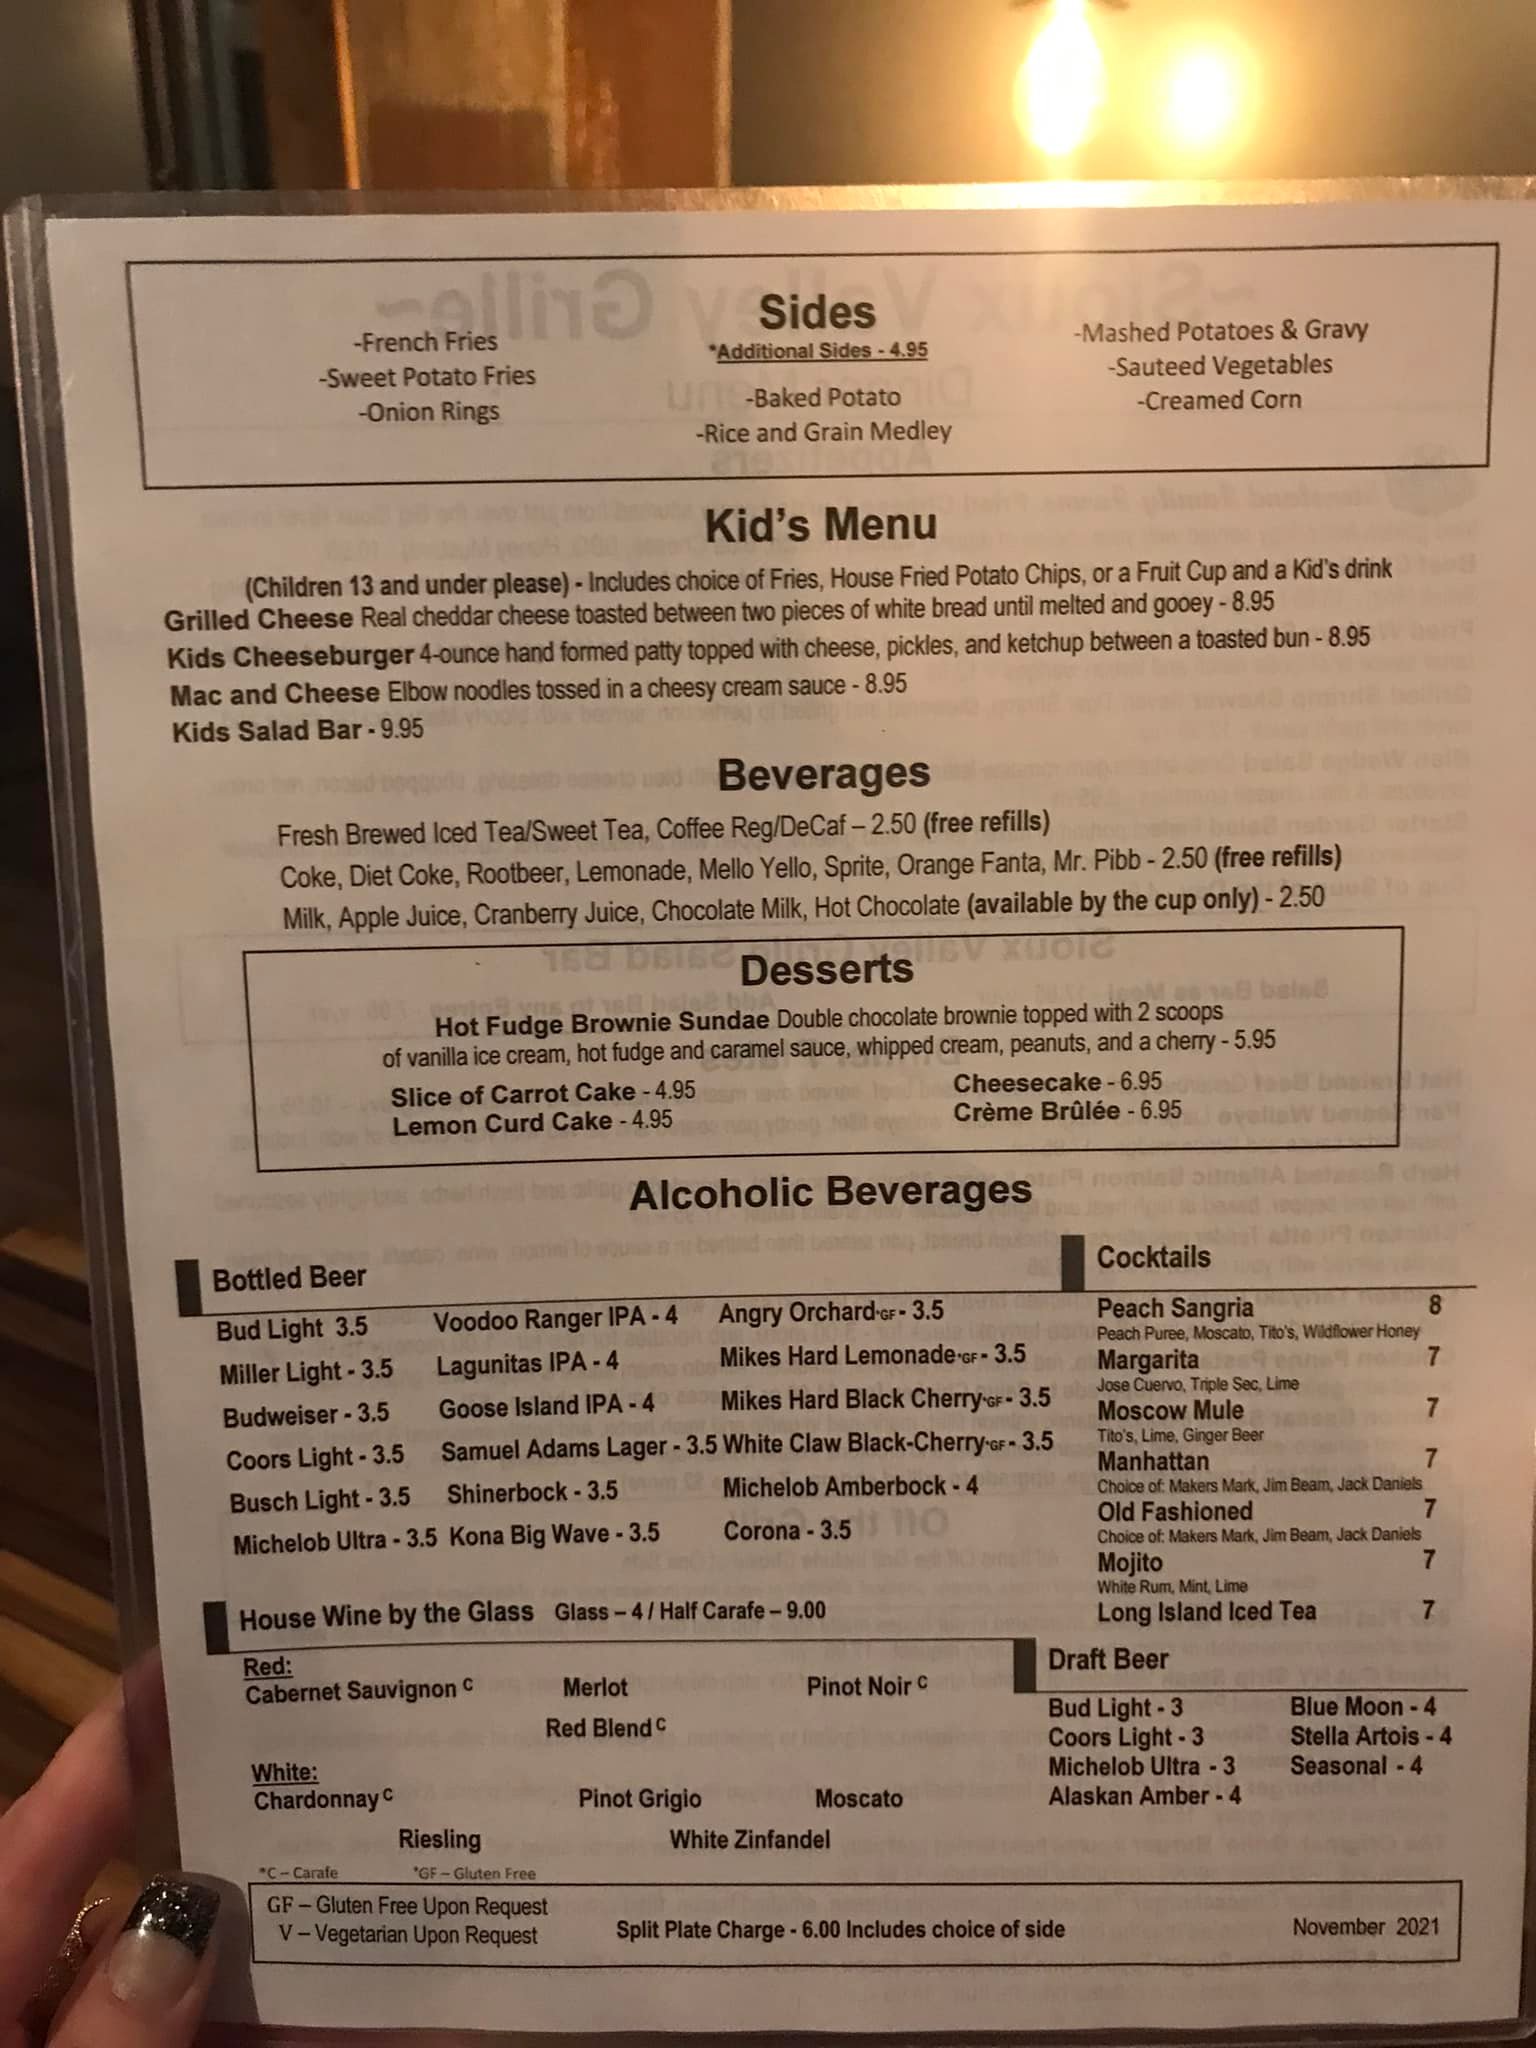 Sides
*Additional Sides - 4.95
-French Fries
-Sweet Potato Fries
-Onion Rings
-Baked Potato
-Rice and Grain Medley
-Mashed Potatoes & Gravy
-Sauteed Vegetables
-Creamed Corn
Kid's Menu
(Children 13 and under please) - Includes choice of Fries, House Fried Potato Chips, or a Fruit Cup and a Kid's drink
Grilled Cheese Real cheddar cheese toasted between two pieces of white bread until melted and gooey - 8.95
Kids Cheeseburger 4-ounce hand formed patty topped with cheese, pickles, and ketchup between a toasted bun - 8.95
Mac and Cheese Elbow noodles tossed in a cheesy cream sauce - 8.95
Kids Salad Bar - 9.95
Beverages
Fresh Brewed Iced Tea/Sweet Tea, Coffee Reg/DeCaf – 2.50 (free refills)
Coke, Diet Coke, Rootbeer, Lemonade, Mello Yello, Sprite, Orange Fanta, Mr. Pibb - 2.50 (free refills)
Milk, Apple Juice, Cranberry Juice, Chocolate Milk, Hot Chocolate (available by the cup only) - 2.50
Desserts
Hot Fudge Brownie Sundae Double chocolate brownie topped with 2 scoops
of vanilla ice cream, hot fudge and caramel sauce, whipped cream, peanuts, and a cherry - 5.95
Slice of Carrot Cake - 4.95
Lemon Curd Cake - 4.95
Cheesecake - 6.95
Crème Brûlée - 6.95
Alcoholic Beverages
Bottled Beer
Bud Light 3.5
Miller Light - 3.5
Budweiser - 3.5
Coors Light - 3.5
Busch Light - 3.5
Michelob Ultra - 3.5
Voodoo Ranger IPA - 4
Lagunitas IPA - 4
Goose Island IPA - 4
Samuel Adams Lager - 3.5
Shinerbock - 3.5
Kona Big Wave - 3.5
Angry Orchard*GF - 3.5
Mikes Hard Lemonade*GF - 3.5
Mikes Hard Black Cherry*GF - 3.5
White Claw Black-Cherry*GF - 3.5
Michelob Amberbock - 4
Corona - 3.5
Cocktails
Peach Sangria 8
Peach Puree, Moscato, Tito's, Wildflower Honey
Margarita 7
Jose Cuervo, Triple Sec, Lime
Moscow Mule 7
Tito's, Lime, Ginger Beer
Manhattan 7
Choice of: Makers Mark, Jim Beam, Jack Daniels
Old Fashioned 7
Choice of: Makers Mark, Jim Beam, Jack Daniels
Mojito 7
White Rum, Mint, Lime
Long Island Iced Tea 7
House Wine by the Glass Glass – 4 / Half Carafe – 9.00
Red:
Cabernet Sauvignon C Merlot Pinot Noir C
Red Blend C
White:
Chardonnay C Pinot Grigio Moscato
Riesling White Zinfandel
*C – Carafe *GF – Gluten Free
Draft Beer
Bud Light - 3
Coors Light - 3
Michelob Ultra - 3
Alaskan Amber - 4
Blue Moon - 4
Stella Artois - 4
Seasonal - 4
GF – Gluten Free Upon Request
V – Vegetarian Upon Request
Split Plate Charge - 6.00 Includes choice of side
November 2021